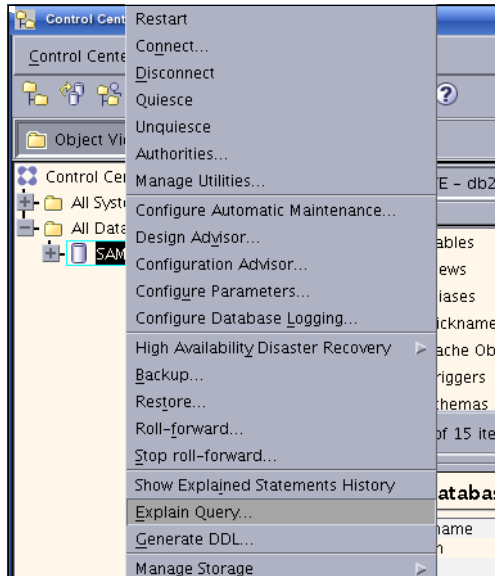 Control Cent
Control Cente
Object Vi
Control Cen
All Syst
All Data
SAM
Restart
Connect...
Disconnect
Quiesce
Unquiesce
Authorities...
Manage Utilities...
Configure Automatic Maintenance...
Design Advisor...
Configuration Advisor...
Configure Parameters...
Configure Database Logging...
High Availability Disaster Recovery
Backup...
Restore...
Roll-forward...
Stop roll-forward...
Show Explained Statements History
Explain Query...
Generate DDL...
Manage Storage
?
E - db2
ables
ews
iases
icknames
ache Ob
riggers
chemas
of 15 ite
atabas
name
n